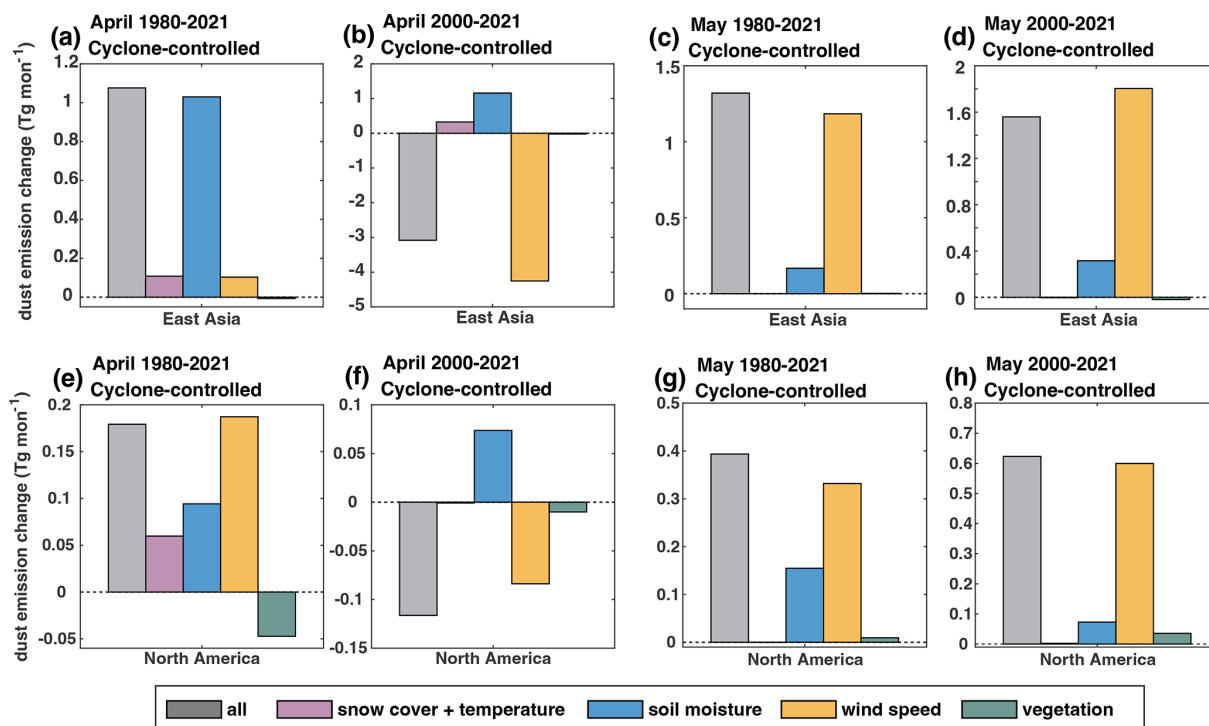 (a) April 1980-2021
Cyclone-controlled
dust emission change (Tg mon⁻¹)
1.2
1
0.8
0.6
0.4
0.2
0
East Asia
(b) April 2000-2021
Cyclone-controlled
2
1
0
-1
-2
-3
-4
-5
East Asia
(c) May 1980-2021
Cyclone-controlled
1.5
1
0.5
0
East Asia
(d) May 2000-2021
Cyclone-controlled
2
1.6
1.2
0.8
0.4
0
East Asia
(e) April 1980-2021
Cyclone-controlled
dust emission change (Tg mon⁻¹)
0.2
0.15
0.1
0.05
0
-0.05
North America
(f) April 2000-2021
Cyclone-controlled
0.1
0.05
0
-0.05
-0.1
-0.15
North America
(g) May 1980-2021
Cyclone-controlled
0.5
0.4
0.3
0.2
0.1
0
North America
(h) May 2000-2021
Cyclone-controlled
0.8
0.7
0.6
0.5
0.4
0.3
0.2
0.1
0
North America
all snow cover + temperature soil moisture wind speed vegetation